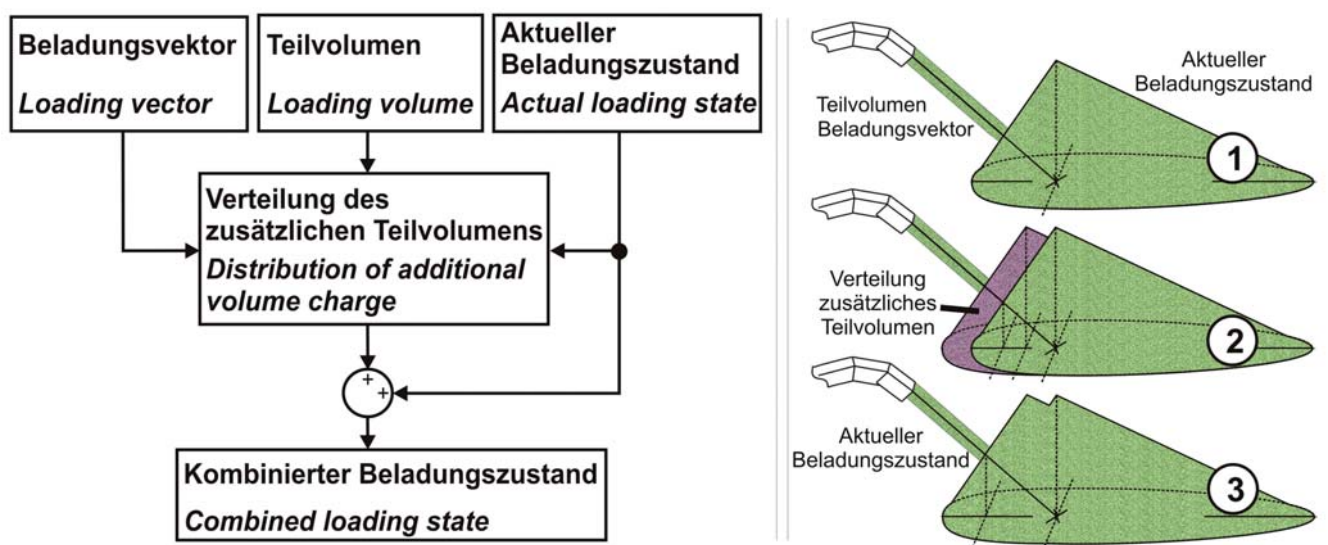 Beladungsvektor
Loading vector
Teilvolumen
Loading volume
Aktueller
Beladungszustand
Actual loading state
Verteilung des
zusätzlichen Teilvolumens
Distribution of additional
volume charge
+
+
Kombinierter Beladungszustand
Combined loading state
Aktueller
Beladungszustand
Teilvolumen
Beladungsvektor
1
Verteilung
zusätzliches
Teilvolumen
2
Aktueller
Beladungszustand
3